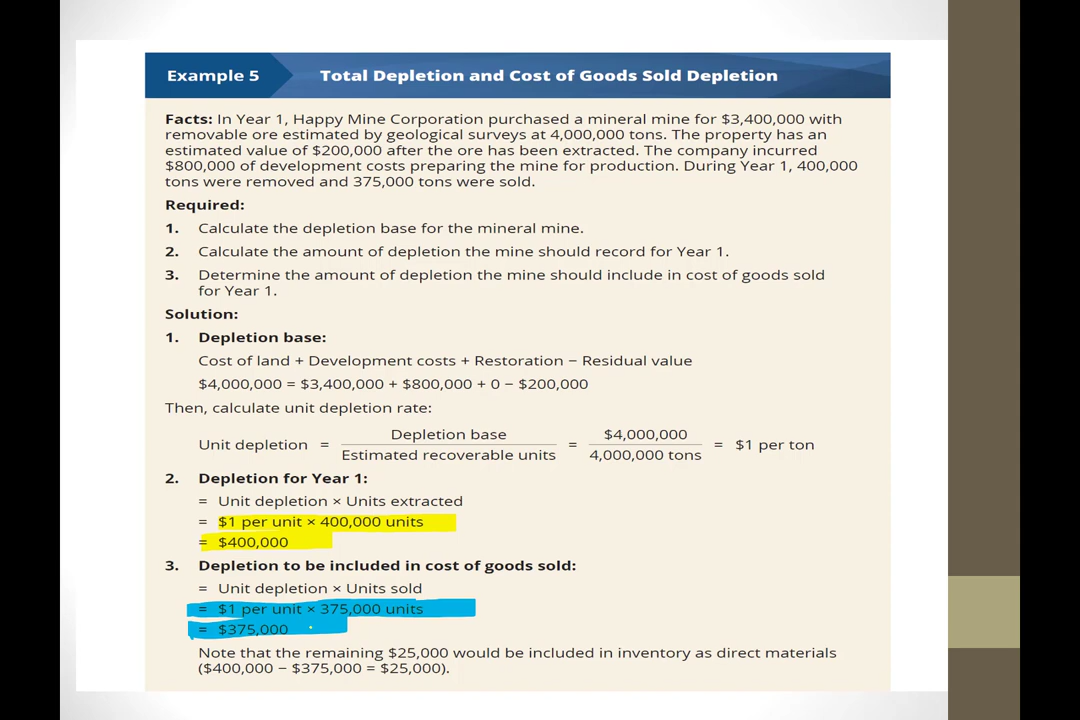 Example 5
Total Depletion and Cost of Goods Sold Depletion
Facts: In Year 1, Happy Mine Corporation purchased a mineral mine for $3,400,000 with
removable ore estimated by geological surveys at 4,000,000 tons. The property has an
estimated value of $200,000 after the ore has been extracted. The company incurred
$800,000 of development costs preparing the mine for production. During Year 1, 400,000
tons were removed and 375,000 tons were sold.
Required:
1. Calculate the depletion base for the mineral mine.
2. Calculate the amount of depletion the mine should record for Year 1.
3. Determine the amount of depletion the mine should include in cost of goods sold
for Year 1.
Solution:
1. Depletion base:
Cost of land + Development costs + Restoration − Residual value
$4,000,000 = $3,400,000 + $800,000 + 0 − $200,000
Then, calculate unit depletion rate:
Unit depletion = Depletion base / Estimated recoverable units = $4,000,000 / 4,000,000 tons = $1 per ton
2. Depletion for Year 1:
= Unit depletion × Units extracted
= $1 per unit × 400,000 units
= $400,000
3. Depletion to be included in cost of goods sold:
= Unit depletion × Units sold
= $1 per unit × 375,000 units
= $375,000
Note that the remaining $25,000 would be included in inventory as direct materials
($400,000 − $375,000 = $25,000).